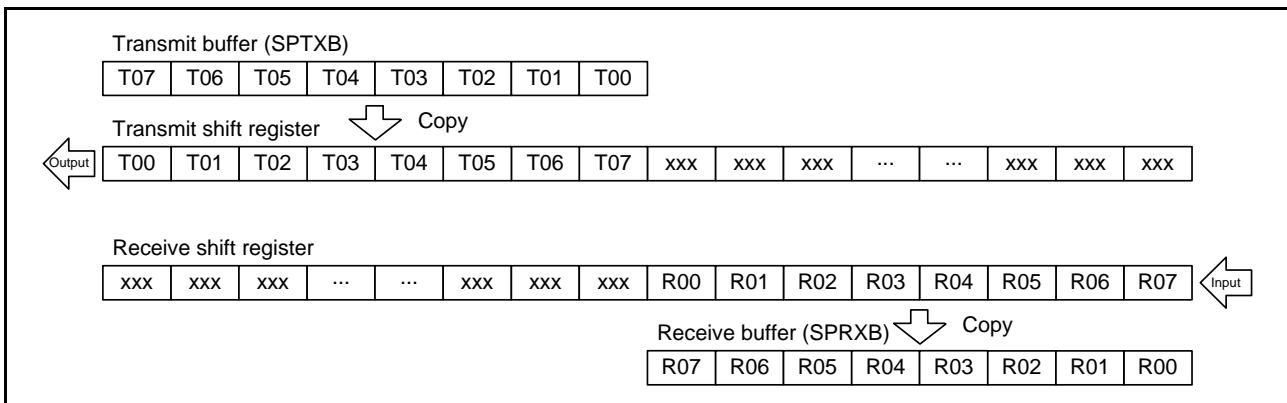 Transmit buffer (SPTXB)
T07 T06 T05 T04 T03 T02 T01 T00
Copy
Transmit shift register
Output T00 T01 T02 T03 T04 T05 T06 T07 xxx xxx xxx ... ... xxx xxx xxx
Receive shift register
xxx xxx xxx ... ... xxx xxx xxx R00 R01 R02 R03 R04 R05 R06 R07 Input
Receive buffer (SPRXB) Copy
R07 R06 R05 R04 R03 R02 R01 R00